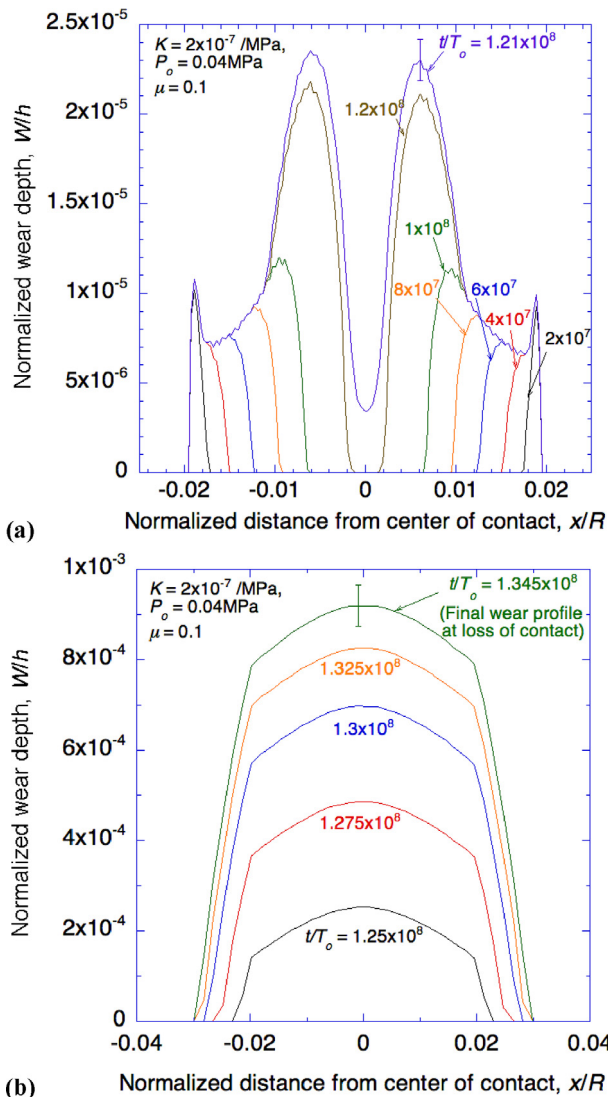 K = 2x10⁻⁷ /MPa,
Pₒ = 0.04MPa
μ = 0.1
t/Tₒ = 1.21x10⁸
1.2x10⁸
1x10⁸
8x10⁷
6x10⁷
4x10⁷
2x10⁷
2.5x10⁻⁵
2x10⁻⁵
1.5x10⁻⁵
1x10⁻⁵
5x10⁻⁶
0
Normalized wear depth, W/h
-0.02 -0.01 0 0.01 0.02
Normalized distance from center of contact, x/R
(a)
K = 2x10⁻⁷ /MPa,
Pₒ = 0.04MPa
μ = 0.1
t/Tₒ = 1.345x10⁸
(Final wear profile
at loss of contact)
1.325x10⁸
1.3x10⁸
1.275x10⁸
t/Tₒ = 1.25x10⁸
1x10⁻³
8x10⁻⁴
6x10⁻⁴
4x10⁻⁴
2x10⁻⁴
0
Normalized wear depth, W/h
-0.04 -0.02 0 0.02 0.04
Normalized distance from center of contact, x/R
(b)